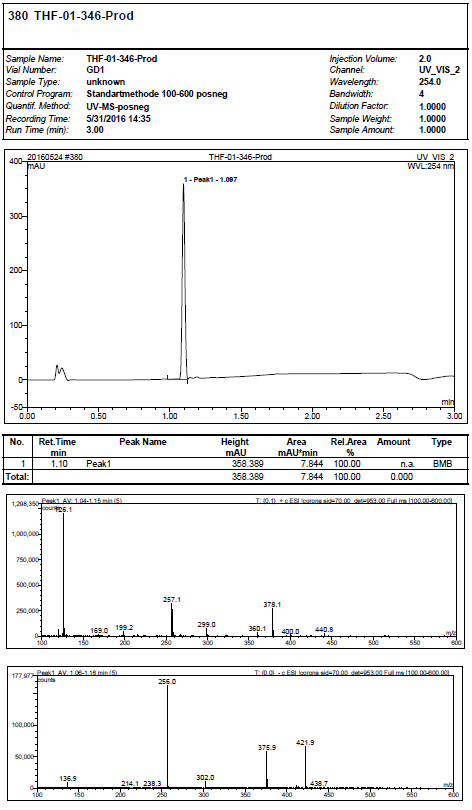 380 THF-01-346-Prod
Sample Name: THF-01-346-Prod Injection Volume: 2.0
Vial Number: GD1 Channel: UV_VIS_2
Sample Type: unknown Wavelength: 254.0
Control Program: Standartmethode 100-600 posneg Bandwidth: 4
Quantif. Method: UV-MS-posneg Dilution Factor: 1.0000
Recording Time: 5/31/2016 14:35 Sample Weight: 1.0000
Run Time (min): 3.00 Sample Amount: 1.0000
20160524 #380 THF-01-346-Prod UV_VIS_2
mAU WVL:254 nm
400
1 - Peak1 - 1.097
300
200
100
0
-50
min
0.00 0.50 1.00 1.50 2.00 2.50 3.00
No. Ret.Time Peak Name Height Area Rel.Area Amount Type
min mAU mAU*min %
1 1.10 Peak1 358.389 7.844 100.00 n.a. BMB
Total: 358.389 7.844 100.00 0.000
Peak1 AV: 1.04-1.15 min (5) T: {0,1} + c ESI !corona sid=70.00 det=953.00 Full ms [100.00-600.00]
1,298,350
counts
126.1
1,000,000
750,000
500,000
250,000
0
169.0 199.2 257.1 299.0 360.1 378.1 400.0 440.8 m/z
100 150 200 250 300 350 400 450 500 550 600
Peak1 AV: 1.06-1.16 min (5) T: {0,0} - c ESI !corona sid=70.00 det=953.00 Full ms [100.00-600.00]
177,977
counts
256.0
100,000
50,000
0
136.9 214.1 238.3 302.0 375.9 421.9 438.7 m/z
100 150 200 250 300 350 400 450 500 550 600